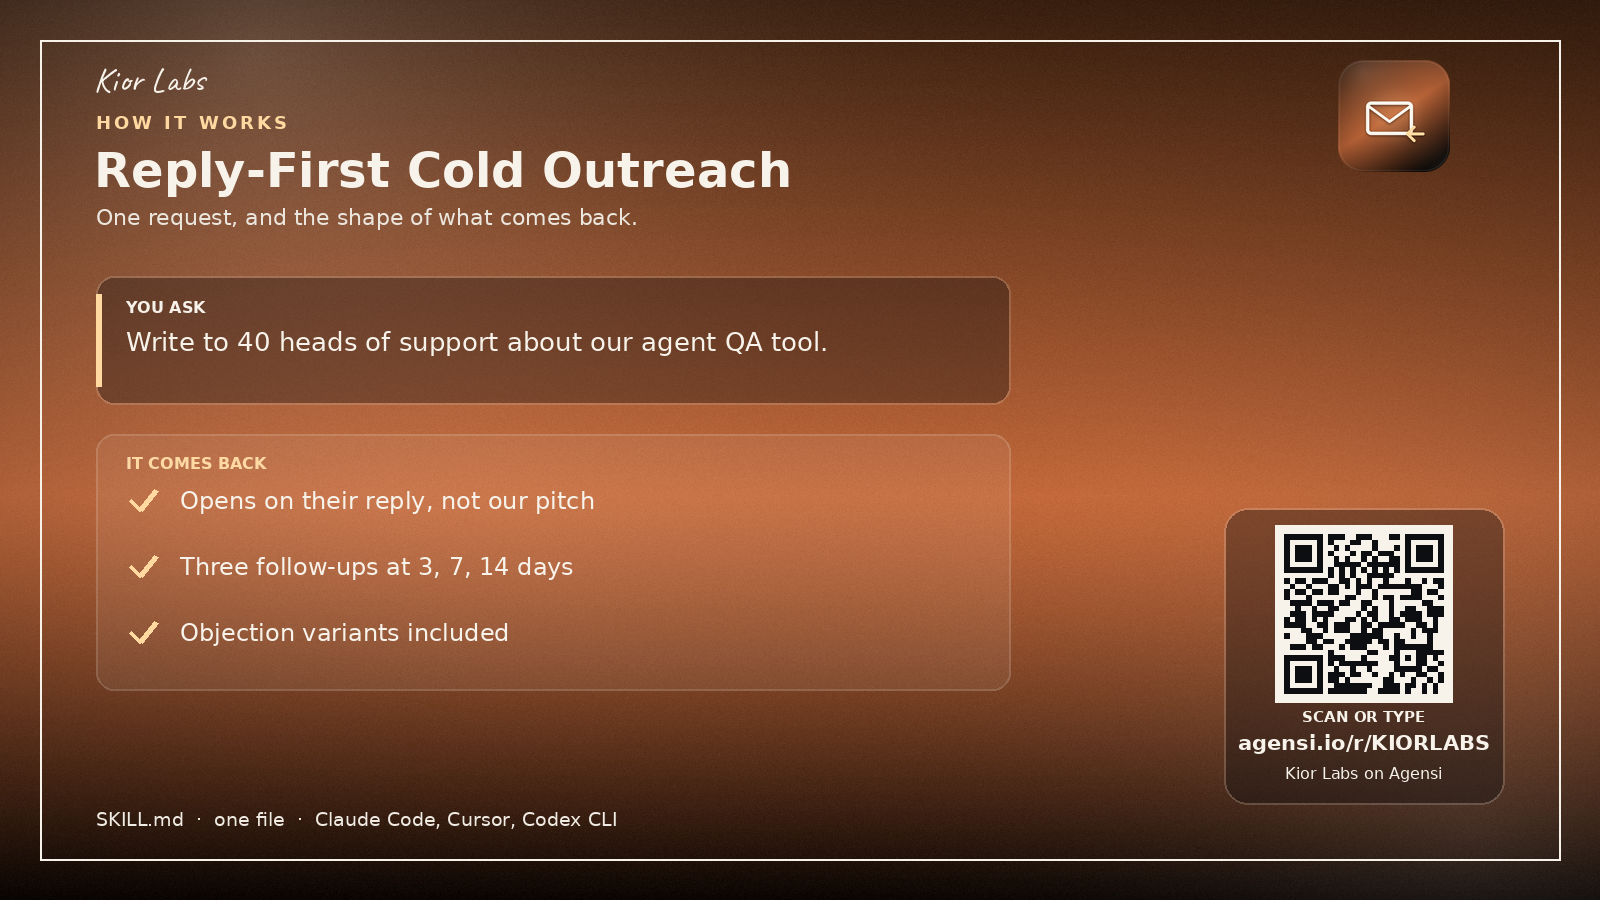 Kior Labs
HOW IT WORKS
Reply-First Cold Outreach
One request, and the shape of what comes back.
YOU ASK
Write to 40 heads of support about our agent QA tool.
IT COMES BACK
Opens on their reply, not our pitch
Three follow-ups at 3, 7, 14 days
Objection variants included
SCAN OR TYPE
agensi.io/r/KIORLABS
Kior Labs on Agensi
SKILL.md · one file · Claude Code, Cursor, Codex CLI